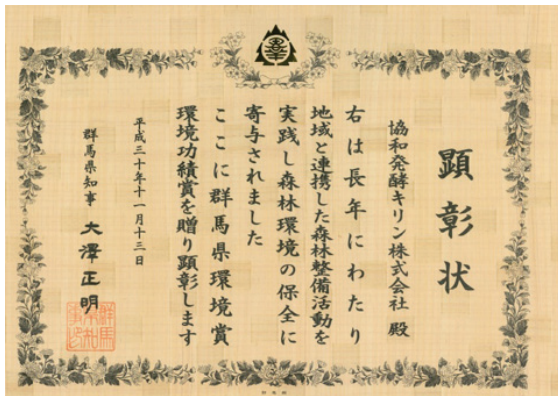 顕彰状
協和発酵キリン株式会社 殿
右は長年にわたり
地域と連携した森林整備活動を
実践し森林環境の保全に
寄与されました
ここに群馬県環境賞
環境功績賞を贈り顕彰します
平成三十年十一月十三日
群馬県知事 大澤正明